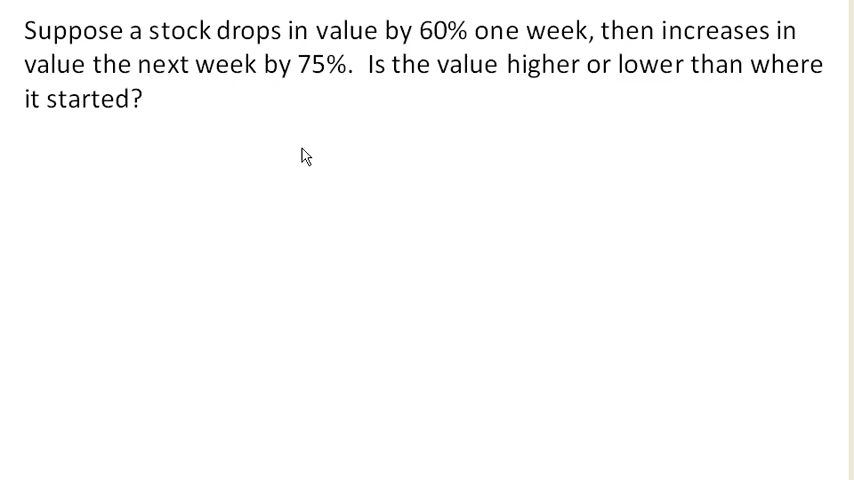 Suppose a stock drops in value by 60% one week, then increases in
value the next week by 75%.  Is the value higher or lower than where
it started?